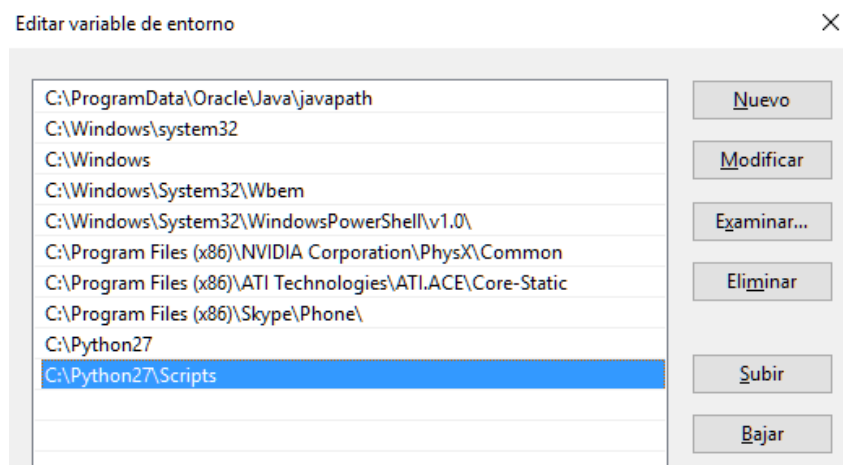 Editar variable de entorno
C:\ProgramData\Oracle\Java\javapath
C:\Windows\system32
C:\Windows
C:\Windows\System32\Wbem
C:\Windows\System32\WindowsPowerShell\v1.0\
C:\Program Files (x86)\NVIDIA Corporation\PhysX\Common
C:\Program Files (x86)\ATI Technologies\ATI.ACE\Core-Static
C:\Program Files (x86)\Skype\Phone\
C:\Python27
C:\Python27\Scripts
Nuevo
Modificar
Examinar...
Eliminar
Subir
Bajar